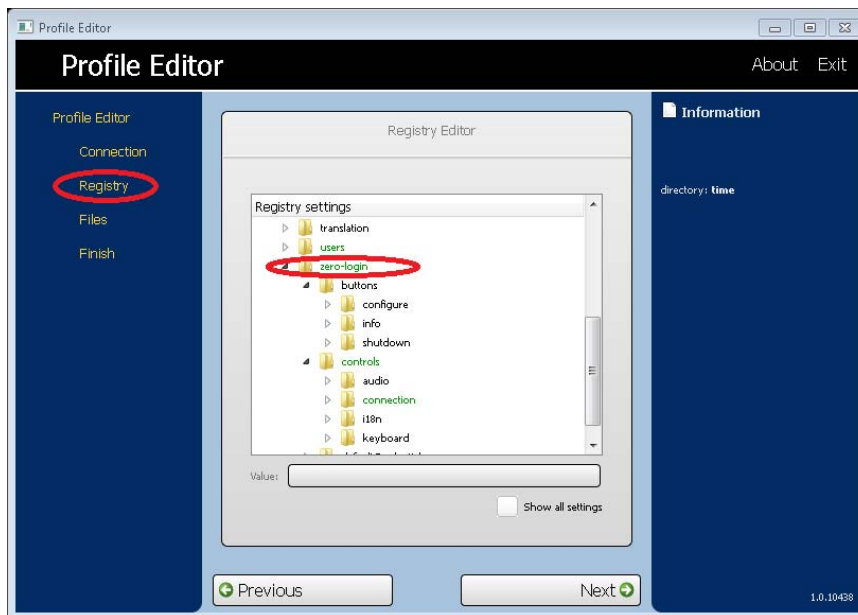 Profile Editor
Profile Editor
About Exit
Profile Editor
Connection
Registry
Files
Finish
Registry Editor
Registry settings
translation
users
zero-login
buttons
configure
info
shutdown
controls
audio
connection
i18n
keyboard
Value:
Show all settings
Previous
Next
Information
directory: time
1.0.10438